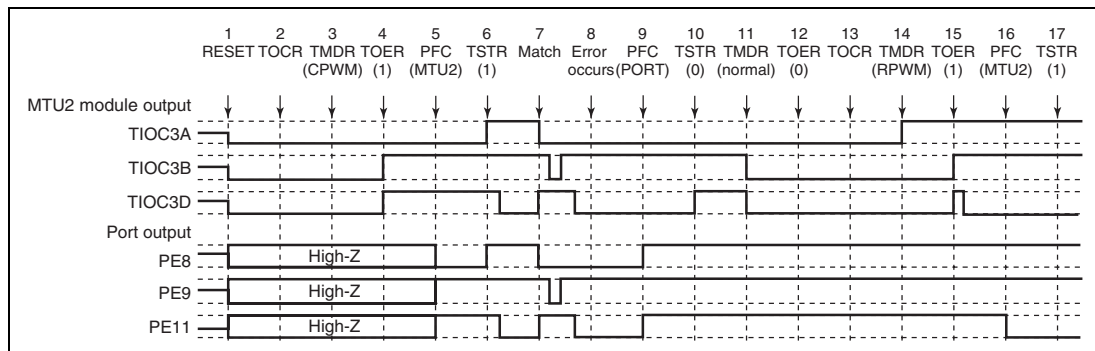 1 2 3 4 5 6 7 8 9 10 11 12 13 14 15 16 17
RESET TOCR TMDR TOER PFC TSTR Match Error PFC TSTR TMDR TOER TOCR TMDR TOER PFC TSTR
(CPWM) (1) (MTU2) (1) occurs (PORT) (0) (normal) (0) (RPWM) (1) (MTU2) (1)
MTU2 module output
TIOC3A
TIOC3B
TIOC3D
Port output
PE8 High-Z
PE9 High-Z
PE11 High-Z